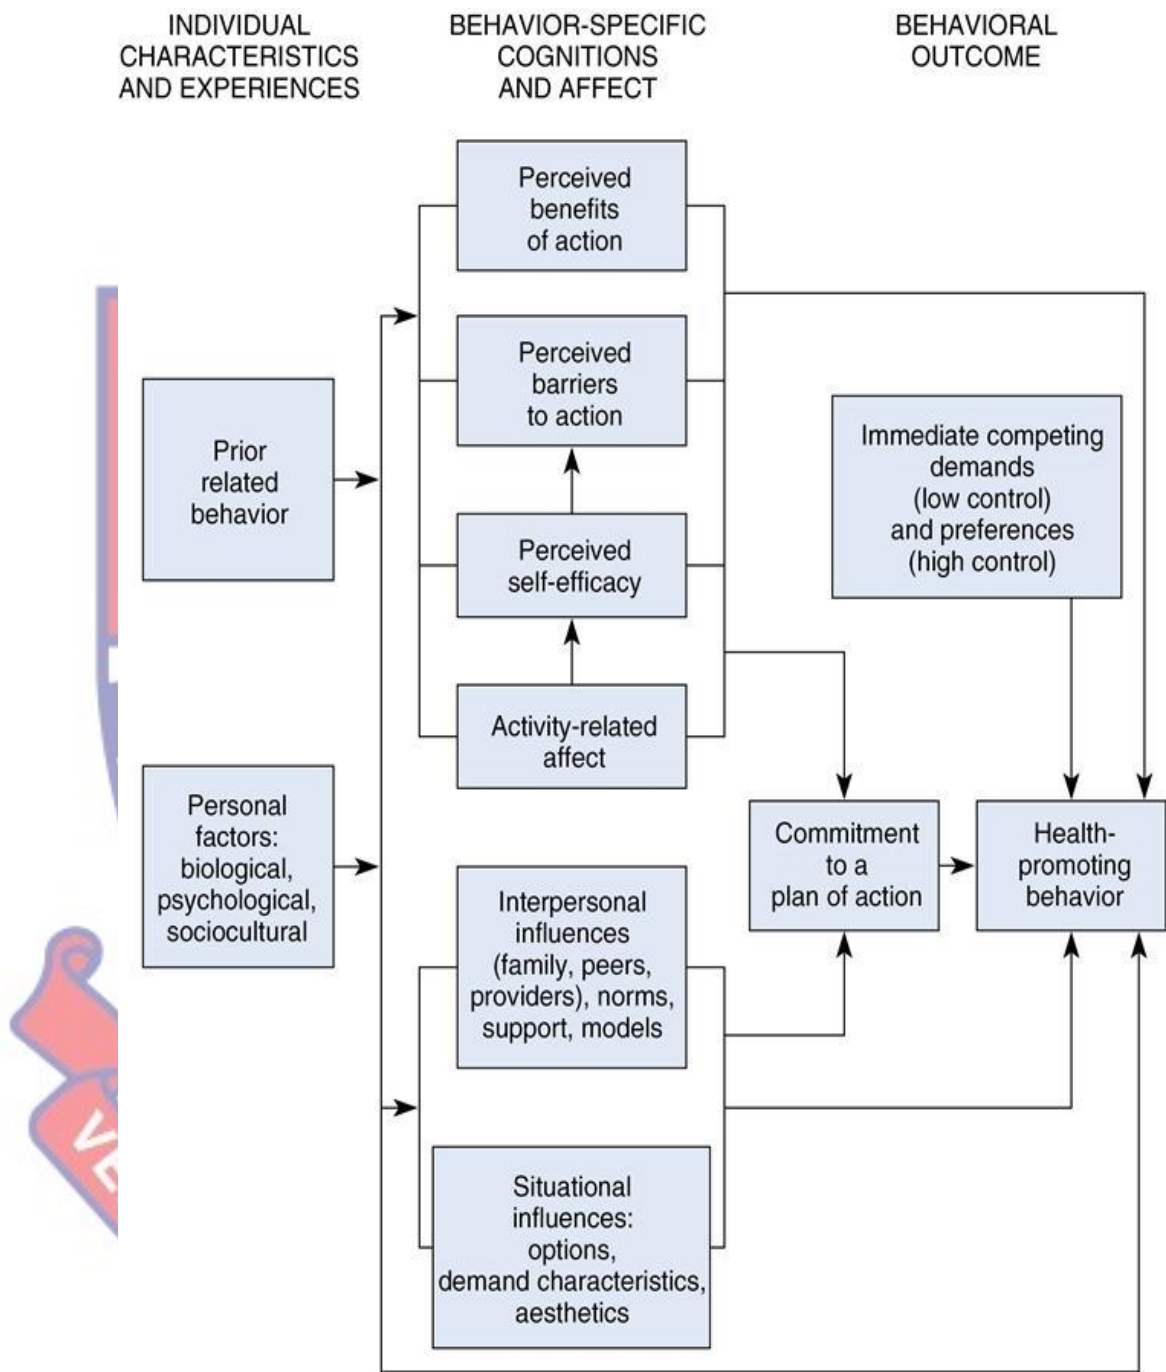 INDIVIDUAL
CHARACTERISTICS
AND EXPERIENCES
BEHAVIOR-SPECIFIC
COGNITIONS
AND AFFECT
BEHAVIORAL
OUTCOME
Perceived
benefits
of action
Perceived
barriers
to action
Prior
related
behavior
Immediate competing
demands
(low control)
and preferences
(high control)
Perceived
self-efficacy
Activity-related
affect
Personal
factors:
biological,
psychological,
sociocultural
Commitment
to a
plan of action
Health-
promoting
behavior
Interpersonal
influences
(family, peers,
providers), norms,
support, models
Situational
influences:
options,
demand characteristics,
aesthetics